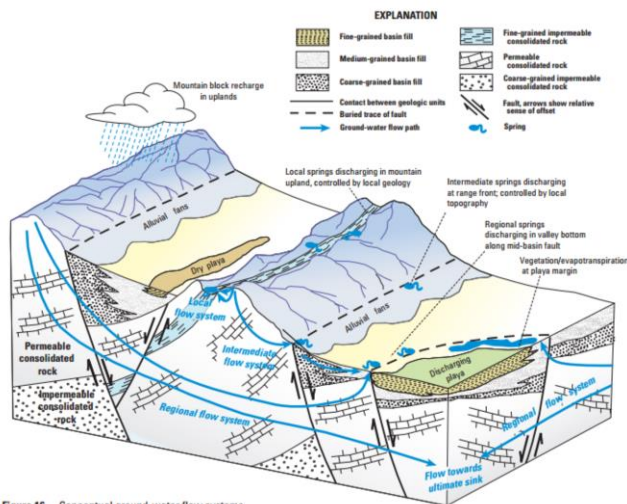 EXPLANATION
Fine-grained basin fill
Medium-grained basin fill
Coarse-grained basin fill
Contact between geologic units
Buried trace of fault
Ground-water flow path
Fine-grained impermeable
consolidated rock
Permeable
consolidated rock
Coarse-grained impermeable
consolidated rock
Fault, arrows show relative
sense of offset
Spring
Mountain block recharge
in uplands
Local springs discharging in mountain
upland, controlled by local geology
Intermediate springs discharging
at range front; controlled by local
topography
Regional springs
discharging in valley bottom
along mid-basin fault
Vegetation/evapotranspiration
at playa margin
Alluvial fans
Dry playa
Alluvial fans
Local
flow system
Intermediate
flow system
Discharging
playa
Permeable
consolidated
rock
Impermeable
consolidated
rock
Regional flow system
Regional flow system
Flow towards
ultimate sink